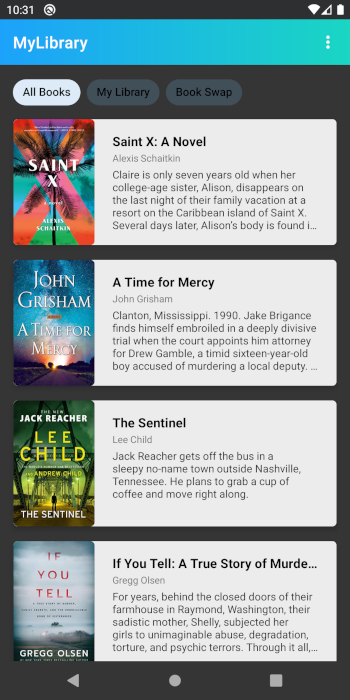 10:31
MyLibrary
All Books
My Library
Book Swap
SAINT
X
a novel
ALEXIS
SCHAITKIN
Saint X: A Novel
Alexis Schaitkin
Claire is only seven years old when her
college-age sister, Alison, disappears on
the last night of their family vacation at a
resort on the Caribbean island of Saint X.
Several days later, Alison's body is found i...
JOHN
GRISHAM
A TIME FOR
MERCY
A Time for Mercy
John Grisham
Clanton, Mississippi. 1990. Jake Brigance
finds himself embroiled in a deeply divisive
trial when the court appoints him attorney
for Drew Gamble, a timid sixteen-year-old
boy accused of murdering a local deputy. ...
THE NEW
JACK REACHER
LEE
CHILD
AND ANDREW CHILD
THE SENTINEL
The Sentinel
Lee Child
Jack Reacher gets off the bus in a
sleepy no-name town outside Nashville,
Tennessee. He plans to grab a cup of
coffee and move right along.
IF
YOU
TELL
GREGG OLSEN
If You Tell: A True Story of Murde...
Gregg Olsen
For years, behind the closed doors of their
farmhouse in Raymond, Washington, their
sadistic mother, Shelly, subjected her
girls to unimaginable abuse, degradation,
torture, and psychic terrors. Through it all,...